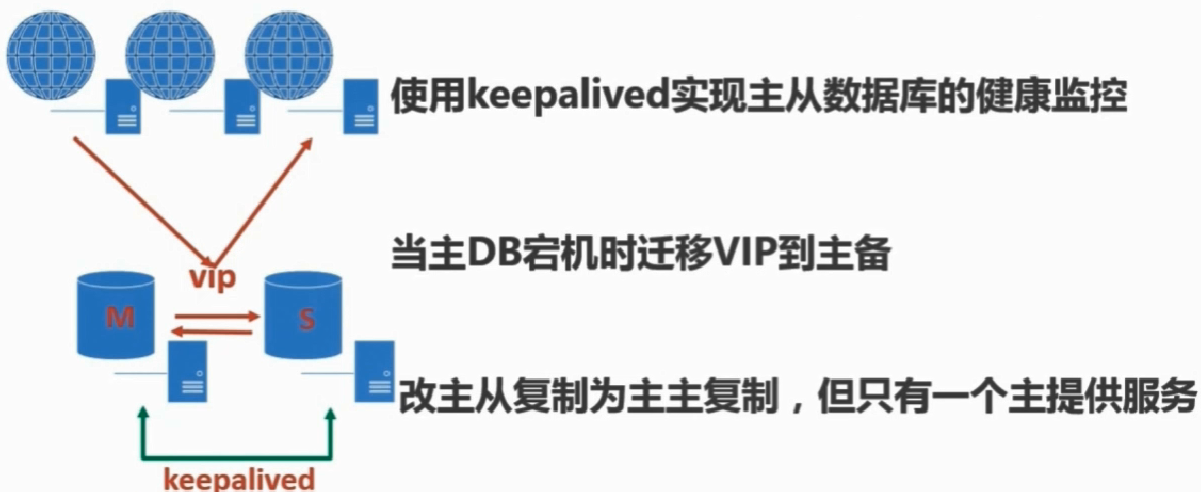 使用keepalived实现主从数据库的健康监控
当主DB宕机时迁移VIP到主备
vip
M
S
改主从复制为主主复制，但只有一个主提供服务
keepalived